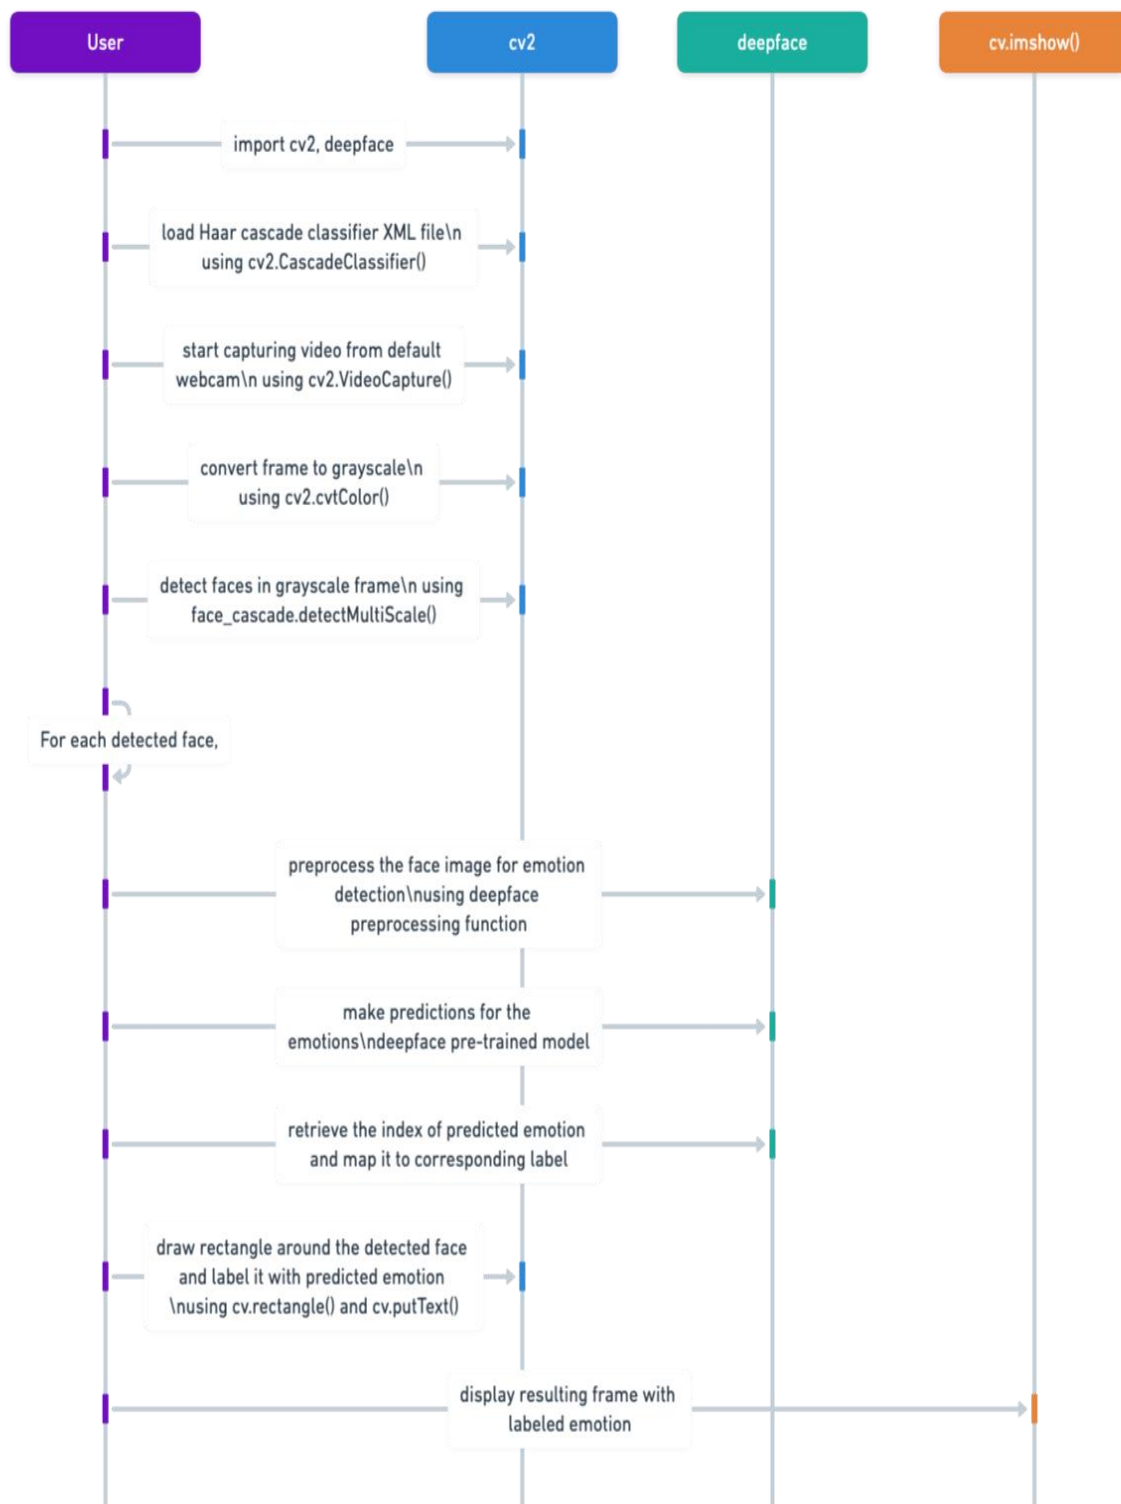 User
cv2
deepface
cv.imshow()
import cv2, deepface
load Haar cascade classifier XML file\n
using cv2.CascadeClassifier()
start capturing video from default
webcam\n using cv2.VideoCapture()
convert frame to grayscale\n
using cv2.cvtColor()
detect faces in grayscale frame\n using
face_cascade.detectMultiScale()
For each detected face,
preprocess the face image for emotion
detection\nusing deepface
preprocessing function
make predictions for the
emotions\ndeepface pre-trained model
retrieve the index of predicted emotion
and map it to corresponding label
draw rectangle around the detected face
and label it with predicted emotion
\nusing cv.rectangle() and cv.putText()
display resulting frame with
labeled emotion